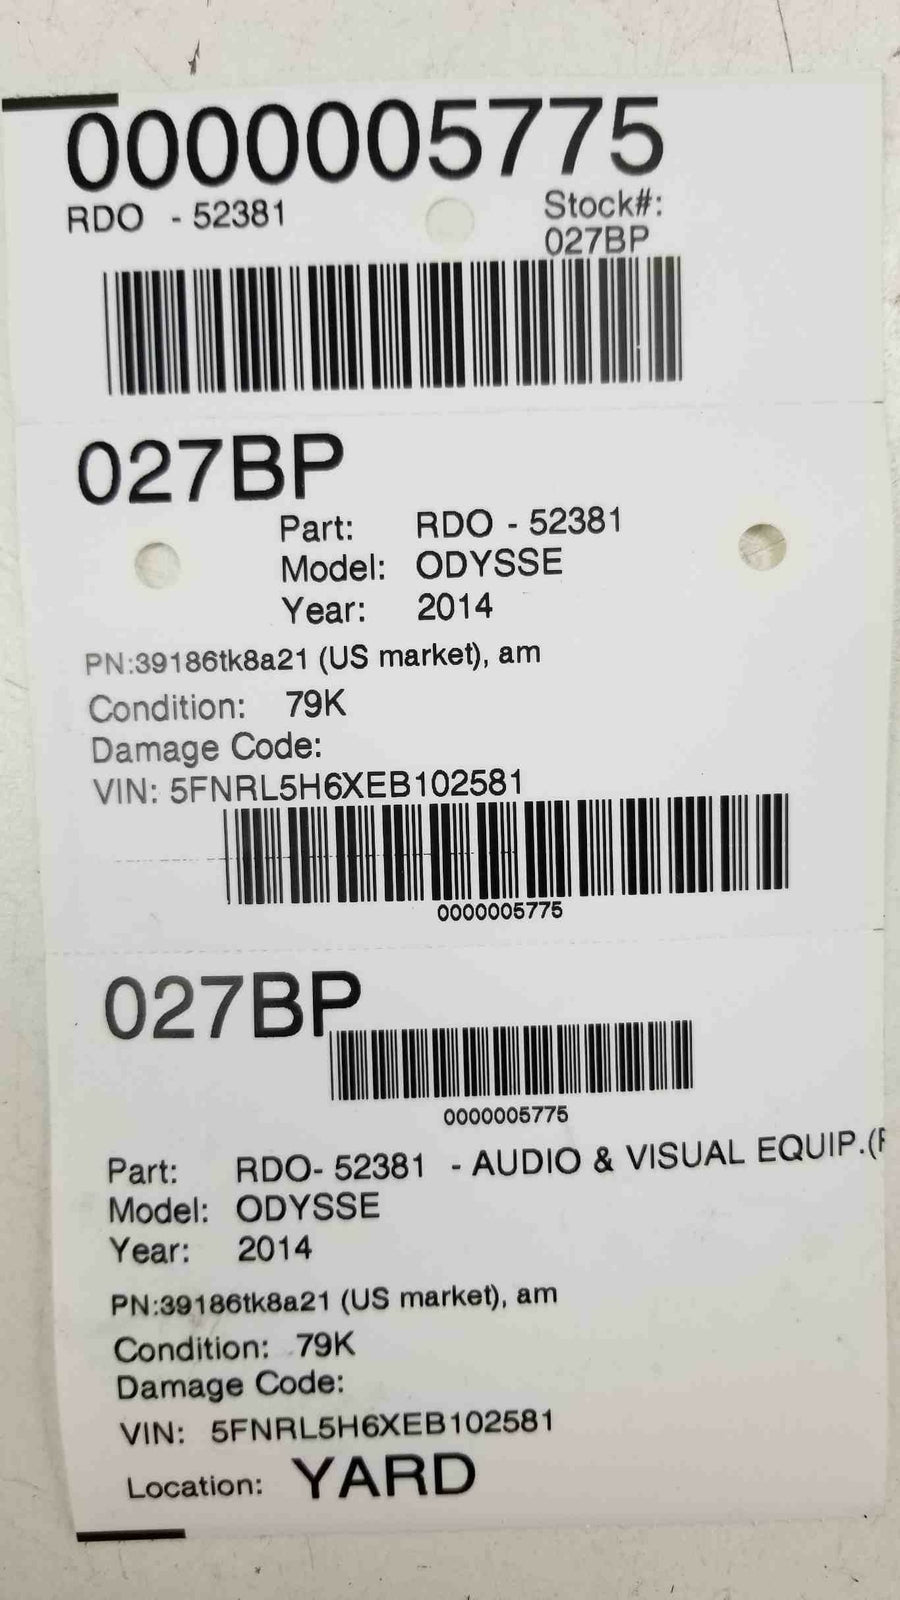 0000005775
RDO - 52381
Stock#:
027BP
027BP
Part: RDO - 52381
Model: ODYSSE
Year: 2014
PN:39186tk8a21 (US market), am
Condition: 79K
Damage Code:
VIN: 5FNRL5H6XEB102581
0000005775
027BP
0000005775
Part: RDO- 52381 - AUDIO & VISUAL EQUIP.(
Model: ODYSSE
Year: 2014
PN:39186tk8a21 (US market), am
Condition: 79K
Damage Code:
VIN: 5FNRL5H6XEB102581
Location: YARD